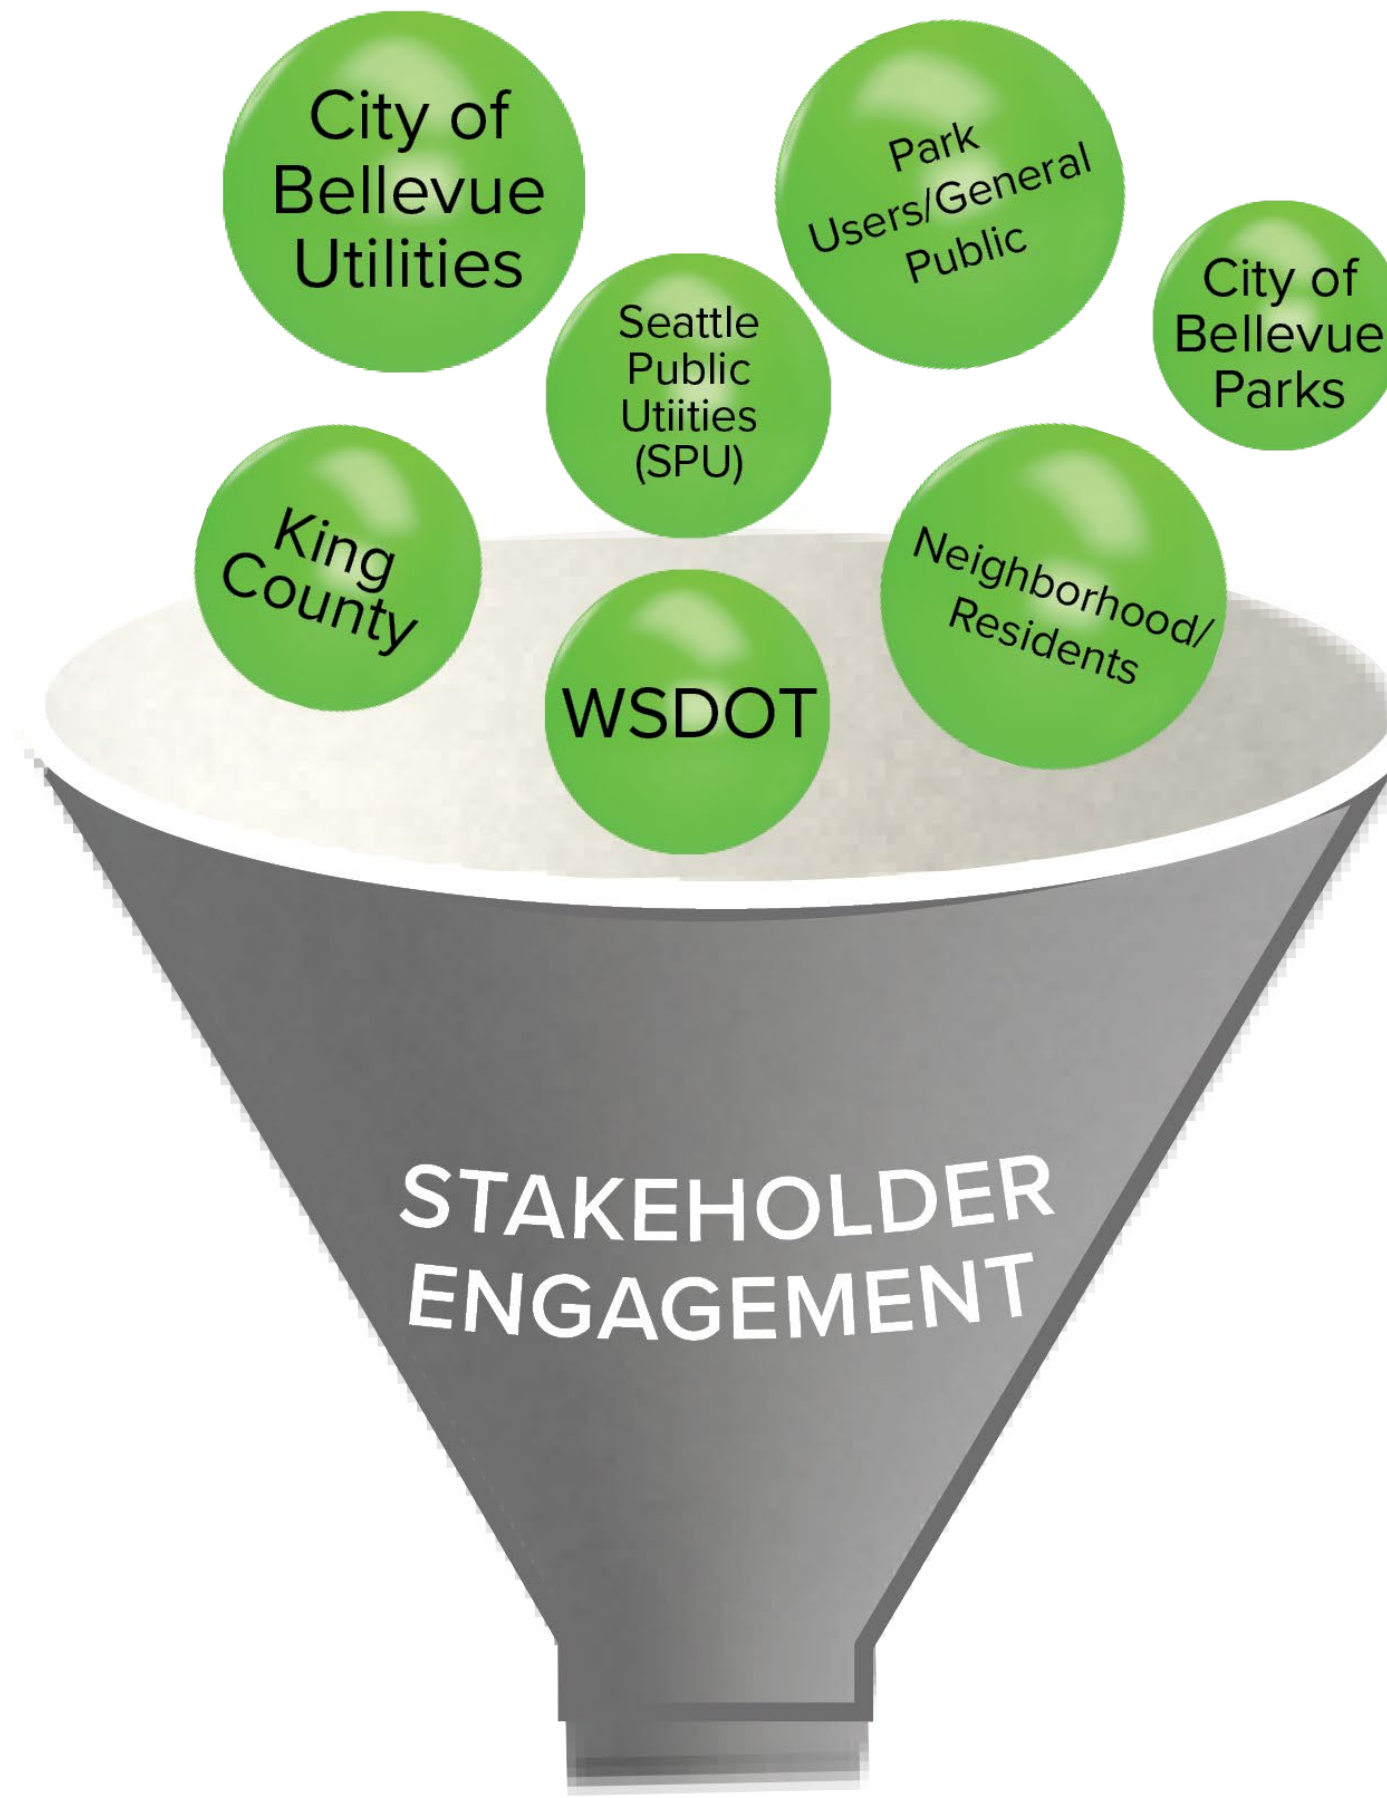 City of
Bellevue
Utilities
Park
Users/General
Public
City of
Bellevue
Parks
Seattle
Public
Utiities
(SPU)
King
County
Neighborhood/
Residents
WSDOT
STAKEHOLDER
ENGAGEMENT